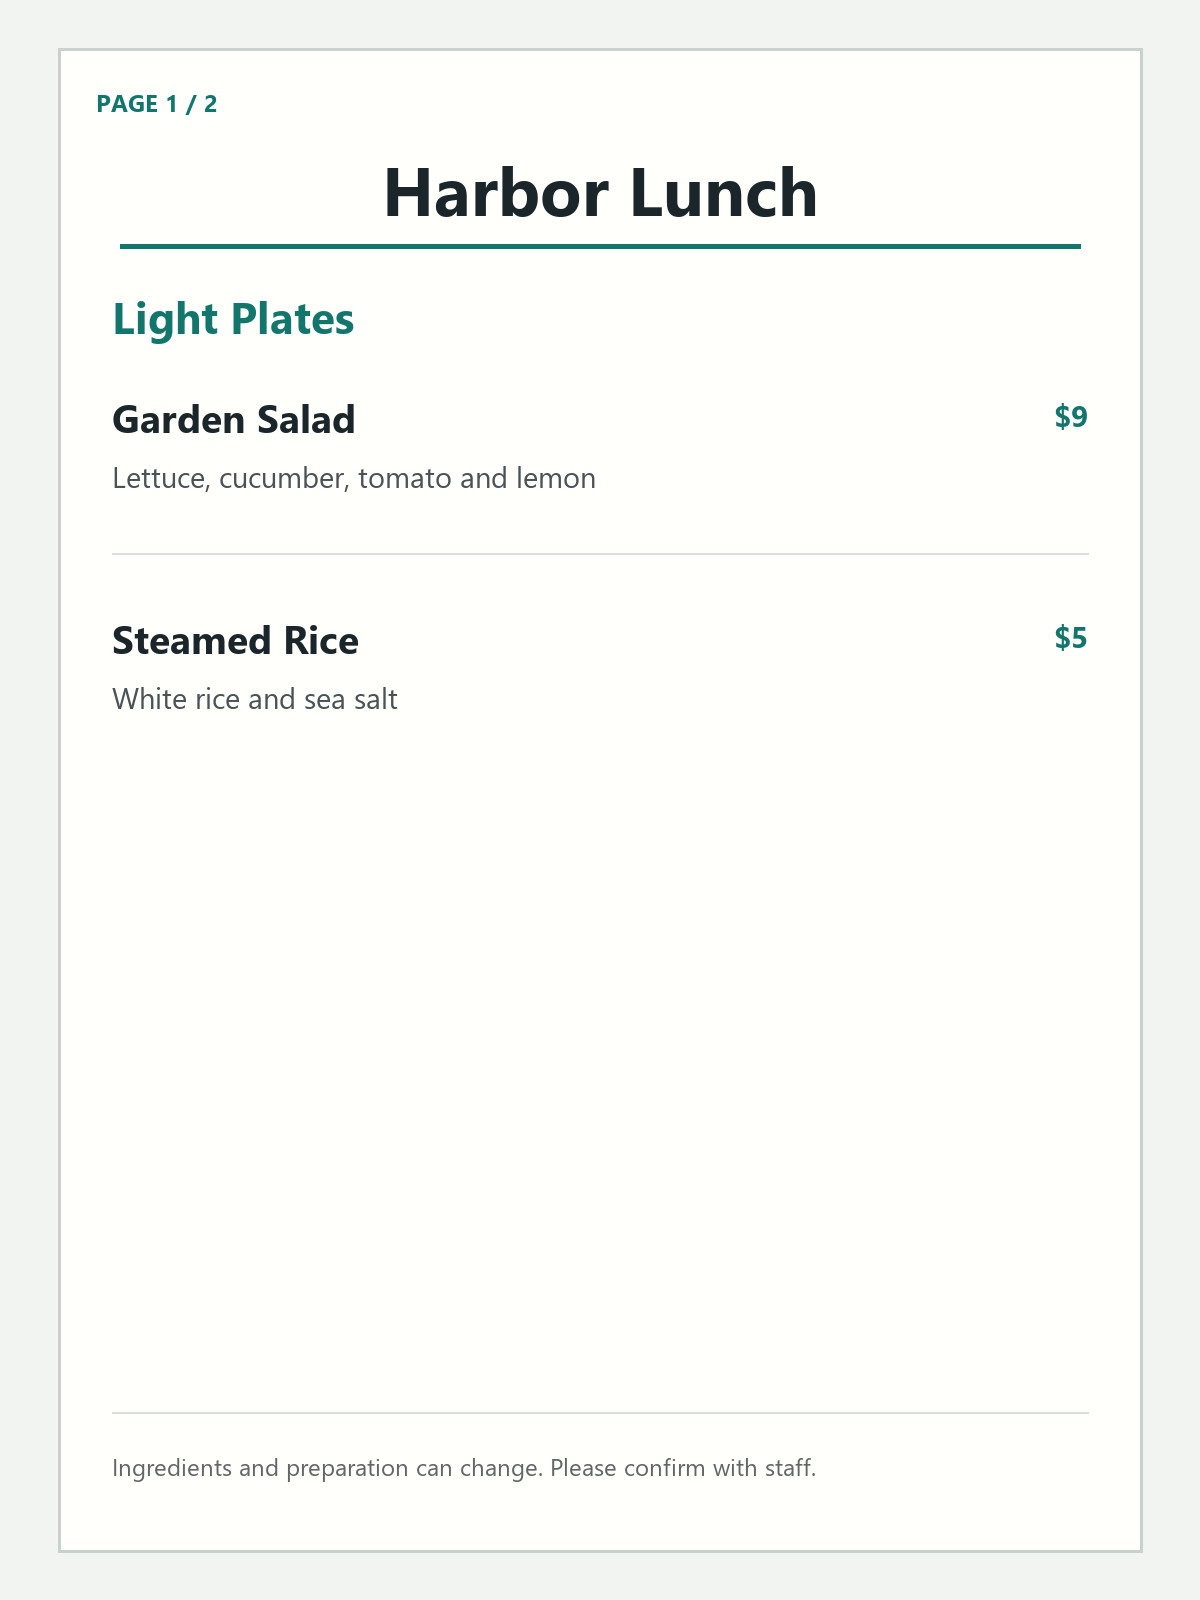 PAGE 1 / 2
Harbor Lunch
Light Plates
Garden Salad $9
Lettuce, cucumber, tomato and lemon
Steamed Rice $5
White rice and sea salt
Ingredients and preparation can change. Please confirm with staff.